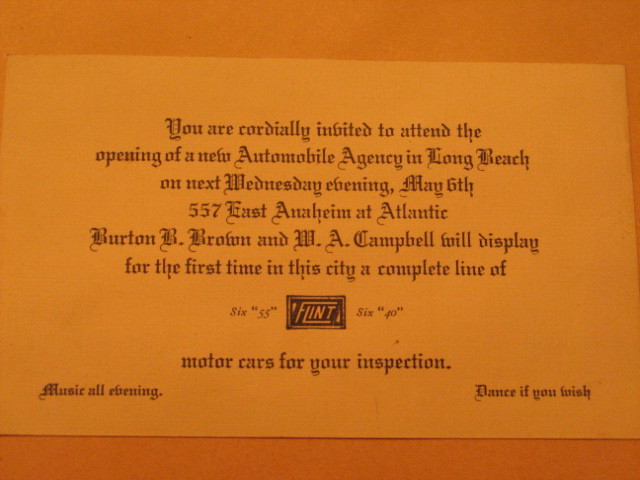 You are cordially invited to attend the
opening of a new Automobile Agency in Long Beach
on next Wednesday evening, May 6th
557 East Anaheim at Atlantic
Burton B. Brown and W. A. Campbell will display
for the first time in this city a complete line of
Six "55" FLINT Six "40"
motor cars for your inspection.
Music all evening. Dance if you wish